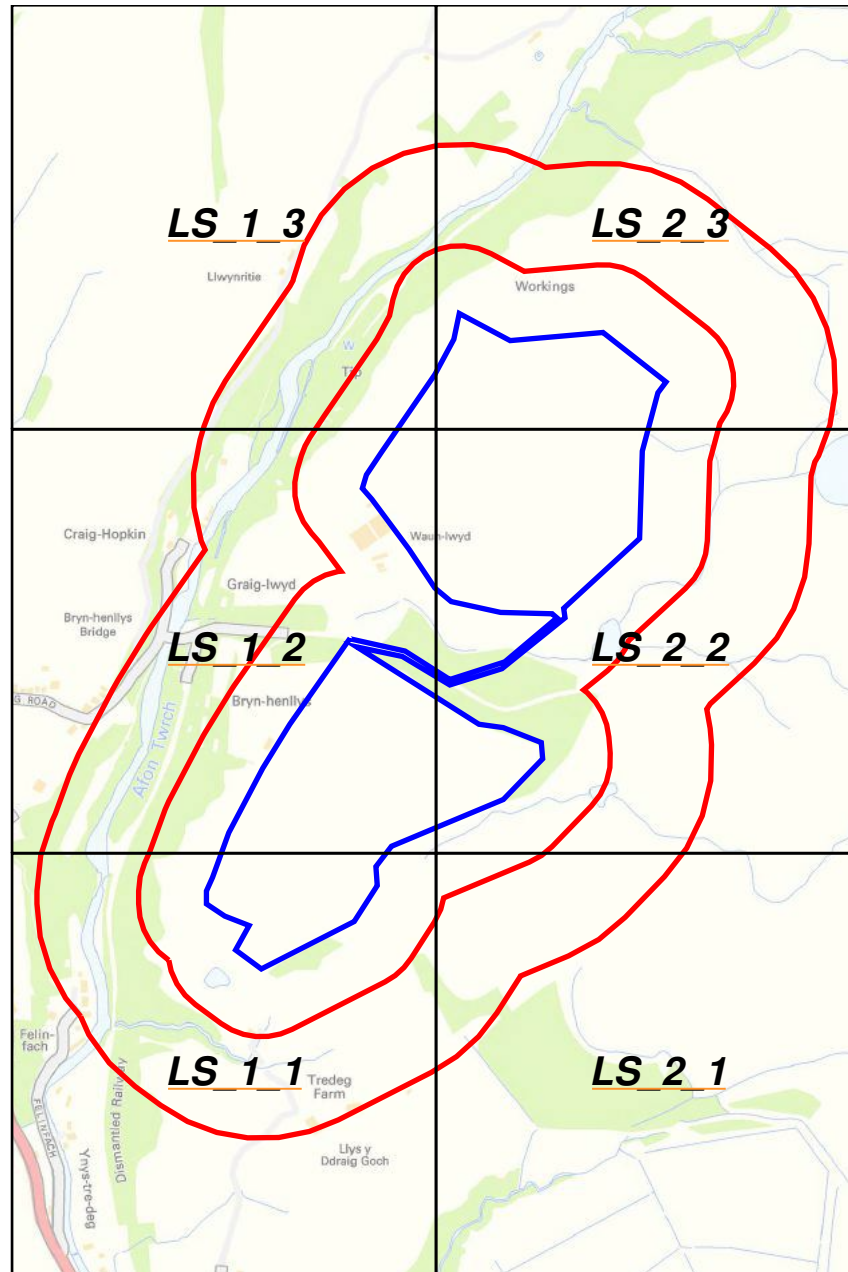 LS_1_3
LS_2_3
Llwynritie
Workings
W
Tip
Craig-Hopkin
Waun-lwyd
Graig-lwyd
Bryn-henllys
Bridge
LS_1_2
LS_2_2
G ROAD
Bryn-henllys
Afon Twrch
Felin-
fach
LS_1_1
LS_2_1
Tredeg
Farm
FELINFACH
Dismantled Railway
Llys y
Ddraig Goch
Ynys-tre-deg